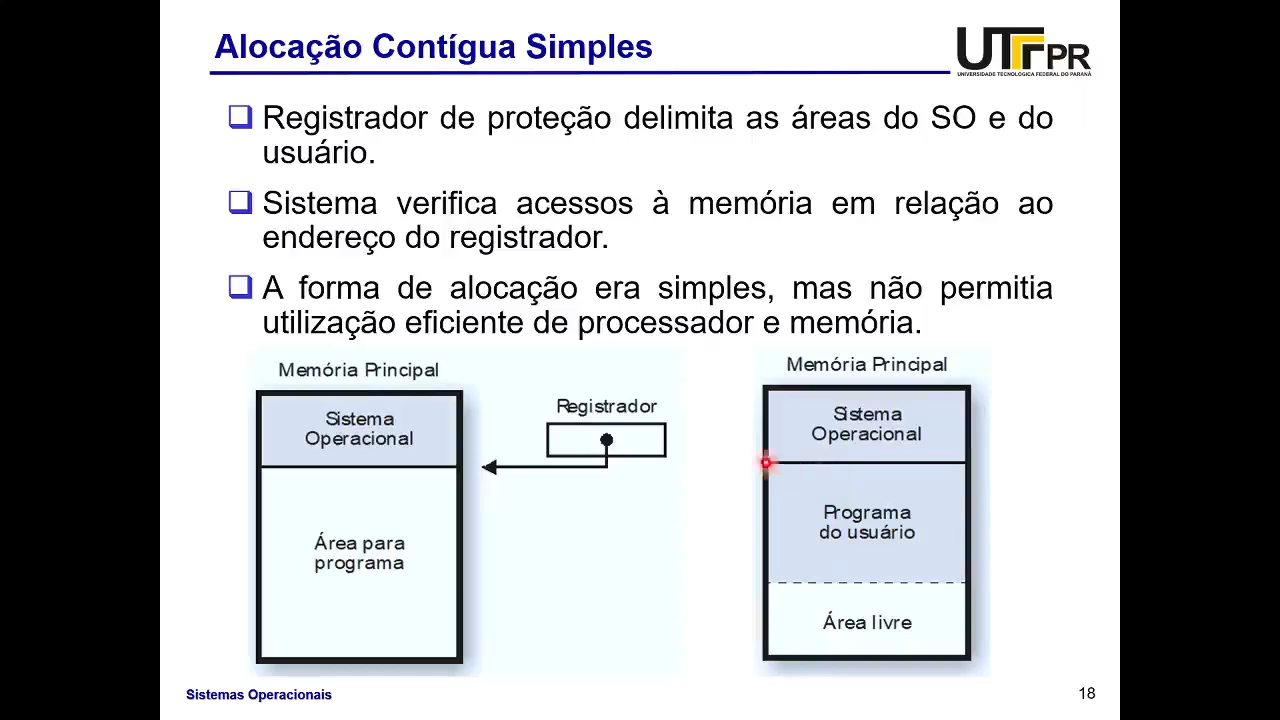 Alocação Contígua Simples
UTFPR
UNIVERSIDADE TECNOLÓGICA FEDERAL DO PARANÁ
Registrador de proteção delimita as áreas do SO e do
usuário.
Sistema verifica acessos à memória em relação ao
endereço do registrador.
A forma de alocação era simples, mas não permitia
utilização eficiente de processador e memória.
Memória Principal
Sistema
Operacional
Área para
programa
Registrador
Memória Principal
Sistema
Operacional
Programa
do usuário
Área livre
Sistemas Operacionais
18